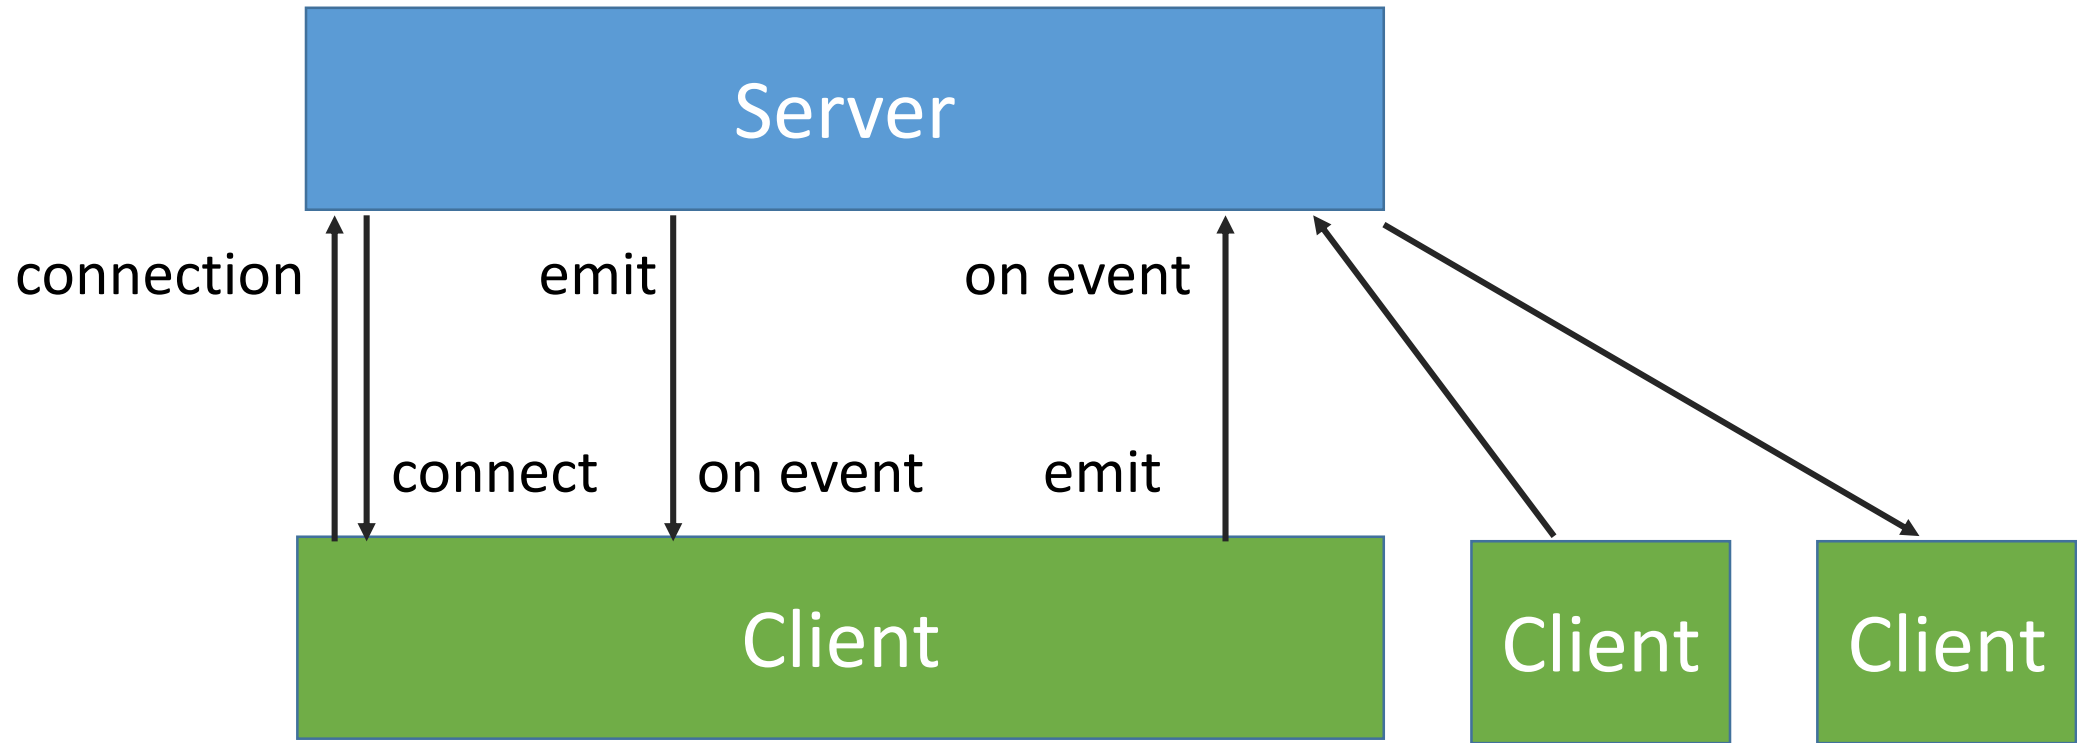 Server
connection
emit
on event
connect
on event
emit
Client
Client
Client